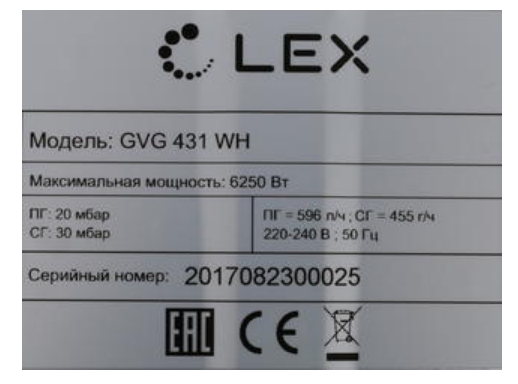 LEX
Модель: GVG 431 WH
Максимальная мощность: 6250 Вт
ПГ: 20 мбар
СГ: 30 мбар
ПГ = 596 л/ч ; СГ = 455 г/ч
220-240 В ; 50 Гц
Серийный номер: 2017082300025
EAC CE